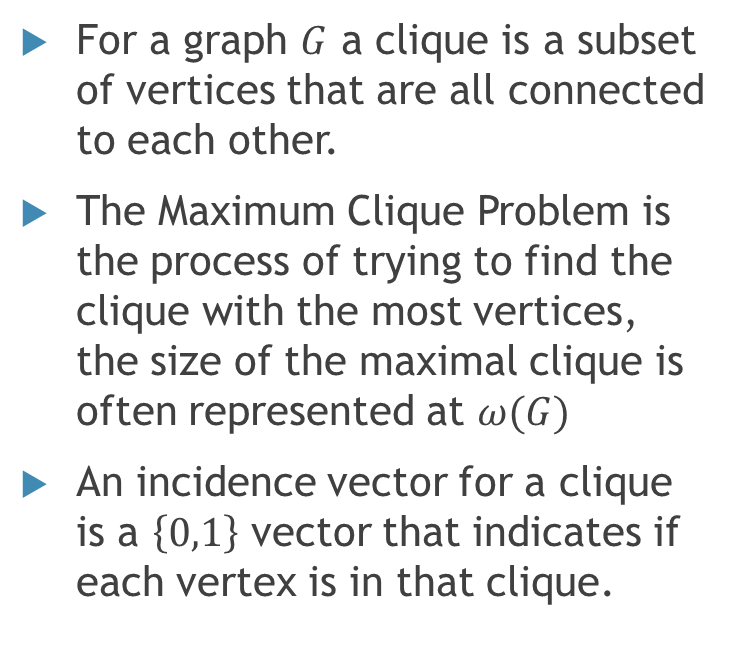 For a graph 𝐺 a clique is a subset
of vertices that are all connected
to each other.
The Maximum Clique Problem is
the process of trying to find the
clique with the most vertices,
the size of the maximal clique is
often represented at 𝜔(𝐺)
An incidence vector for a clique
is a {0,1} vector that indicates if
each vertex is in that clique.